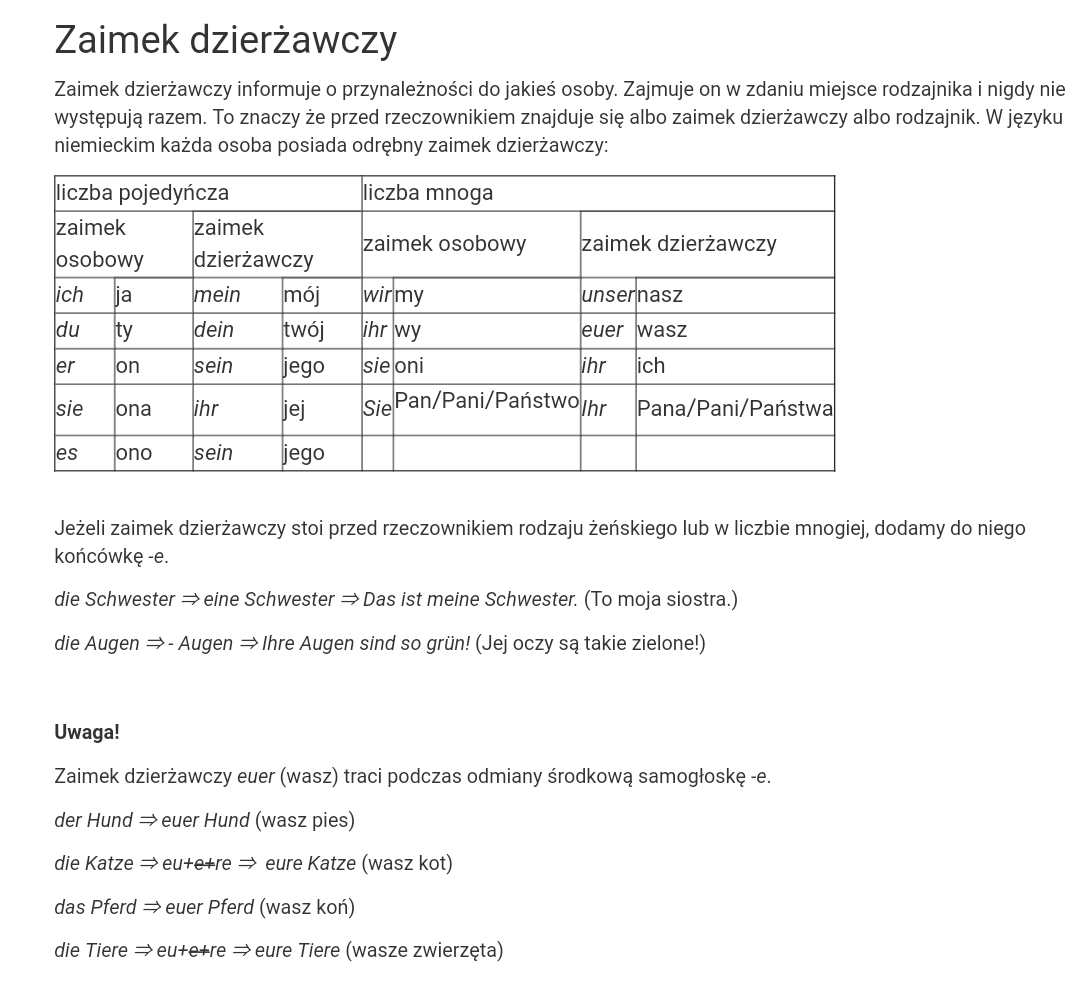 Zaimek dzierżawczy
Zaimek dzierżawczy informuje o przynależności do jakieś osoby. Zajmuje on w zdaniu miejsce rodzajnika i nigdy nie
występują razem. To znaczy że przed rzeczownikiem znajduje się albo zaimek dzierżawczy albo rodzajnik. W języku
niemieckim każda osoba posiada odrębny zaimek dzierżawczy:
liczba pojedyńcza liczba mnoga
zaimek osobowy zaimek dzierżawczy zaimek osobowy zaimek dzierżawczy
ich ja mein mój wir my unser nasz
du ty dein twój ihr wy euer wasz
er on sein jego sie oni ihr ich
sie ona ihr jej Sie Pan/Pani/Państwo Ihr Pana/Pani/Państwa
es ono sein jego
Jeżeli zaimek dzierżawczy stoi przed rzeczownikiem rodzaju żeńskiego lub w liczbie mnogiej, dodamy do niego
końcówkę -e.
die Schwester ⇒ eine Schwester ⇒ Das ist meine Schwester. (To moja siostra.)
die Augen ⇒ - Augen ⇒ Ihre Augen sind so grün! (Jej oczy są takie zielone!)
Uwaga!
Zaimek dzierżawczy euer (wasz) traci podczas odmiany środkową samogłoskę -e.
der Hund ⇒ euer Hund (wasz pies)
die Katze ⇒ eu+e+re ⇒ eure Katze (wasz kot)
das Pferd ⇒ euer Pferd (wasz koń)
die Tiere ⇒ eu+e+re ⇒ eure Tiere (wasze zwierzęta)